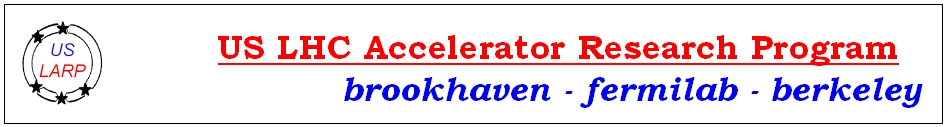 US
LARP
US LHC Accelerator Research Program
brookhaven - fermilab - berkeley